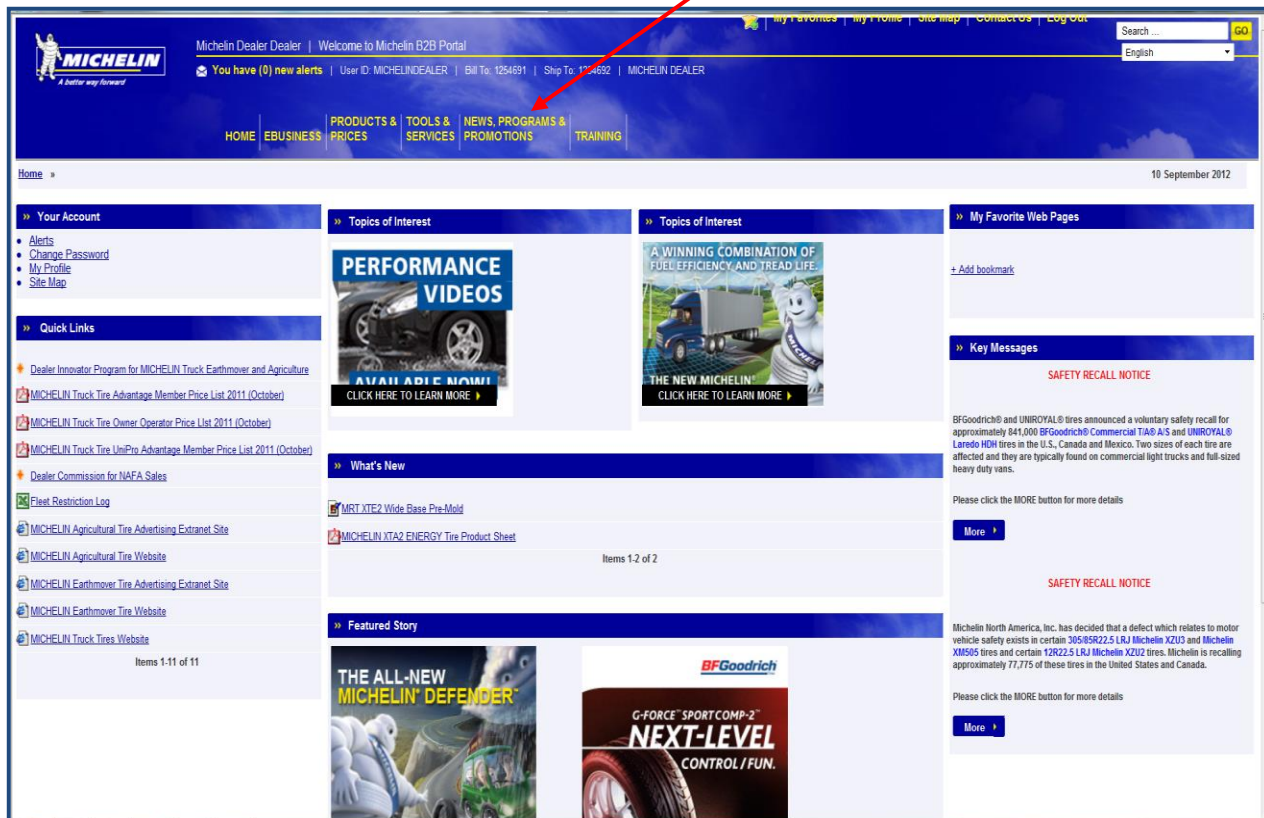 My Favorites | My Profile | Site Map | Contact Us | Log Out
Search ...
GO
English
MICHELIN
A better way forward
Michelin Dealer Dealer | Welcome to Michelin B2B Portal
You have (0) new alerts | User ID: MICHELINDEALER | Bill To: 1254691 | Ship To: 1254692 | MICHELIN DEALER
HOME
EBUSINESS
PRODUCTS &
PRICES
TOOLS &
SERVICES
NEWS, PROGRAMS &
PROMOTIONS
TRAINING
Home »
10 September 2012
» Your Account
• Alerts
• Change Password
• My Profile
• Site Map
» Quick Links
Dealer Innovator Program for MICHELIN Truck Earthmover and Agriculture
MICHELIN Truck Tire Advantage Member Price List 2011 (October)
MICHELIN Truck Tire Owner Operator Price LIst 2011 (October)
MICHELIN Truck Tire UniPro Advantage Member Price List 2011 (October)
Dealer Commission for NAFA Sales
Fleet Restriction Log
MICHELIN Agricultural Tire Advertising Extranet Site
MICHELIN Agricultural Tire Website
MICHELIN Earthmover Tire Advertising Extranet Site
MICHELIN Earthmover Tire Website
MICHELIN Truck Tires Website
Items 1-11 of 11
» Topics of Interest
PERFORMANCE
VIDEOS
AVAILABLE NOW!
CLICK HERE TO LEARN MORE
» Topics of Interest
A WINNING COMBINATION OF
FUEL EFFICIENCY AND TREAD LIFE.
MICHELIN
THE NEW MICHELIN®
CLICK HERE TO LEARN MORE
» What's New
MRT XTE2 Wide Base Pre-Mold
MICHELIN XTA2 ENERGY Tire Product Sheet
Items 1-2 of 2
» Featured Story
THE ALL-NEW
MICHELIN® DEFENDER™
BFGoodrich
G-FORCE™ SPORT COMP-2™
NEXT-LEVEL
CONTROL / FUN.
» My Favorite Web Pages
+ Add bookmark
» Key Messages
SAFETY RECALL NOTICE
BFGoodrich® and UNIROYAL® tires announced a voluntary safety recall for
approximately 841,000 BFGoodrich® Commercial T/A® A/S and UNIROYAL®
Laredo HDH tires in the U.S., Canada and Mexico. Two sizes of each tire are
affected and they are typically found on commercial light trucks and full-sized
heavy duty vans.
Please click the MORE button for more details
More
SAFETY RECALL NOTICE
Michelin North America, Inc. has decided that a defect which relates to motor
vehicle safety exists in certain 305/85R22.5 LRJ Michelin XZU3 and Michelin
XM505 tires and certain 12R22.5 LRJ Michelin XZU2 tires. Michelin is recalling
approximately 77,775 of these tires in the United States and Canada.
Please click the MORE button for more details
More